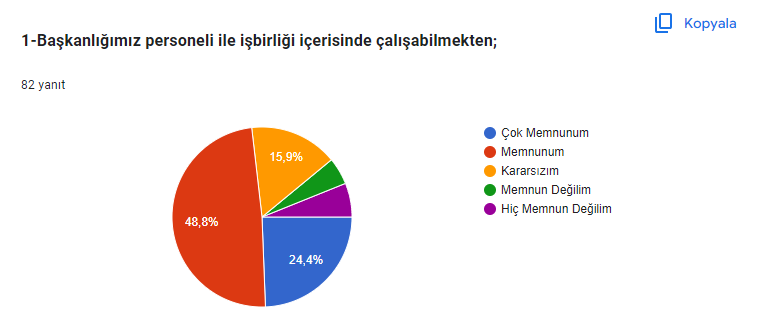 Kopyala
1-Başkanlığımız personeli ile işbirliği içerisinde çalışabilmekten;
82 yanıt
15,9%
48,8%
24,4%
Çok Memnunum
Memnunum
Kararsızım
Memnun Değilim
Hiç Memnun Değilim